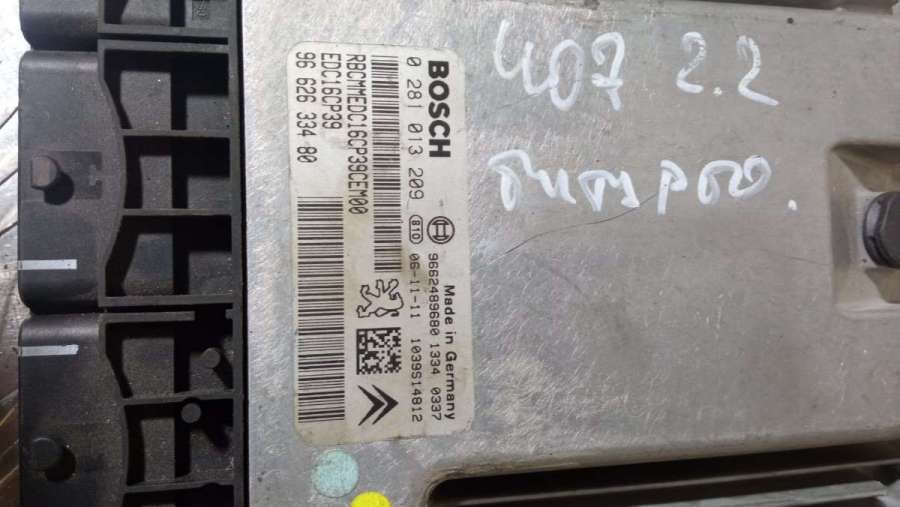 BOSCH
0 281 013 209
RBCMMEDC16CP39CEM00
EDC16CP39
96 626 334 80
B10
9662489680 1334 0337
06-11-11 1039S14812
Made in Germany
407 2.2